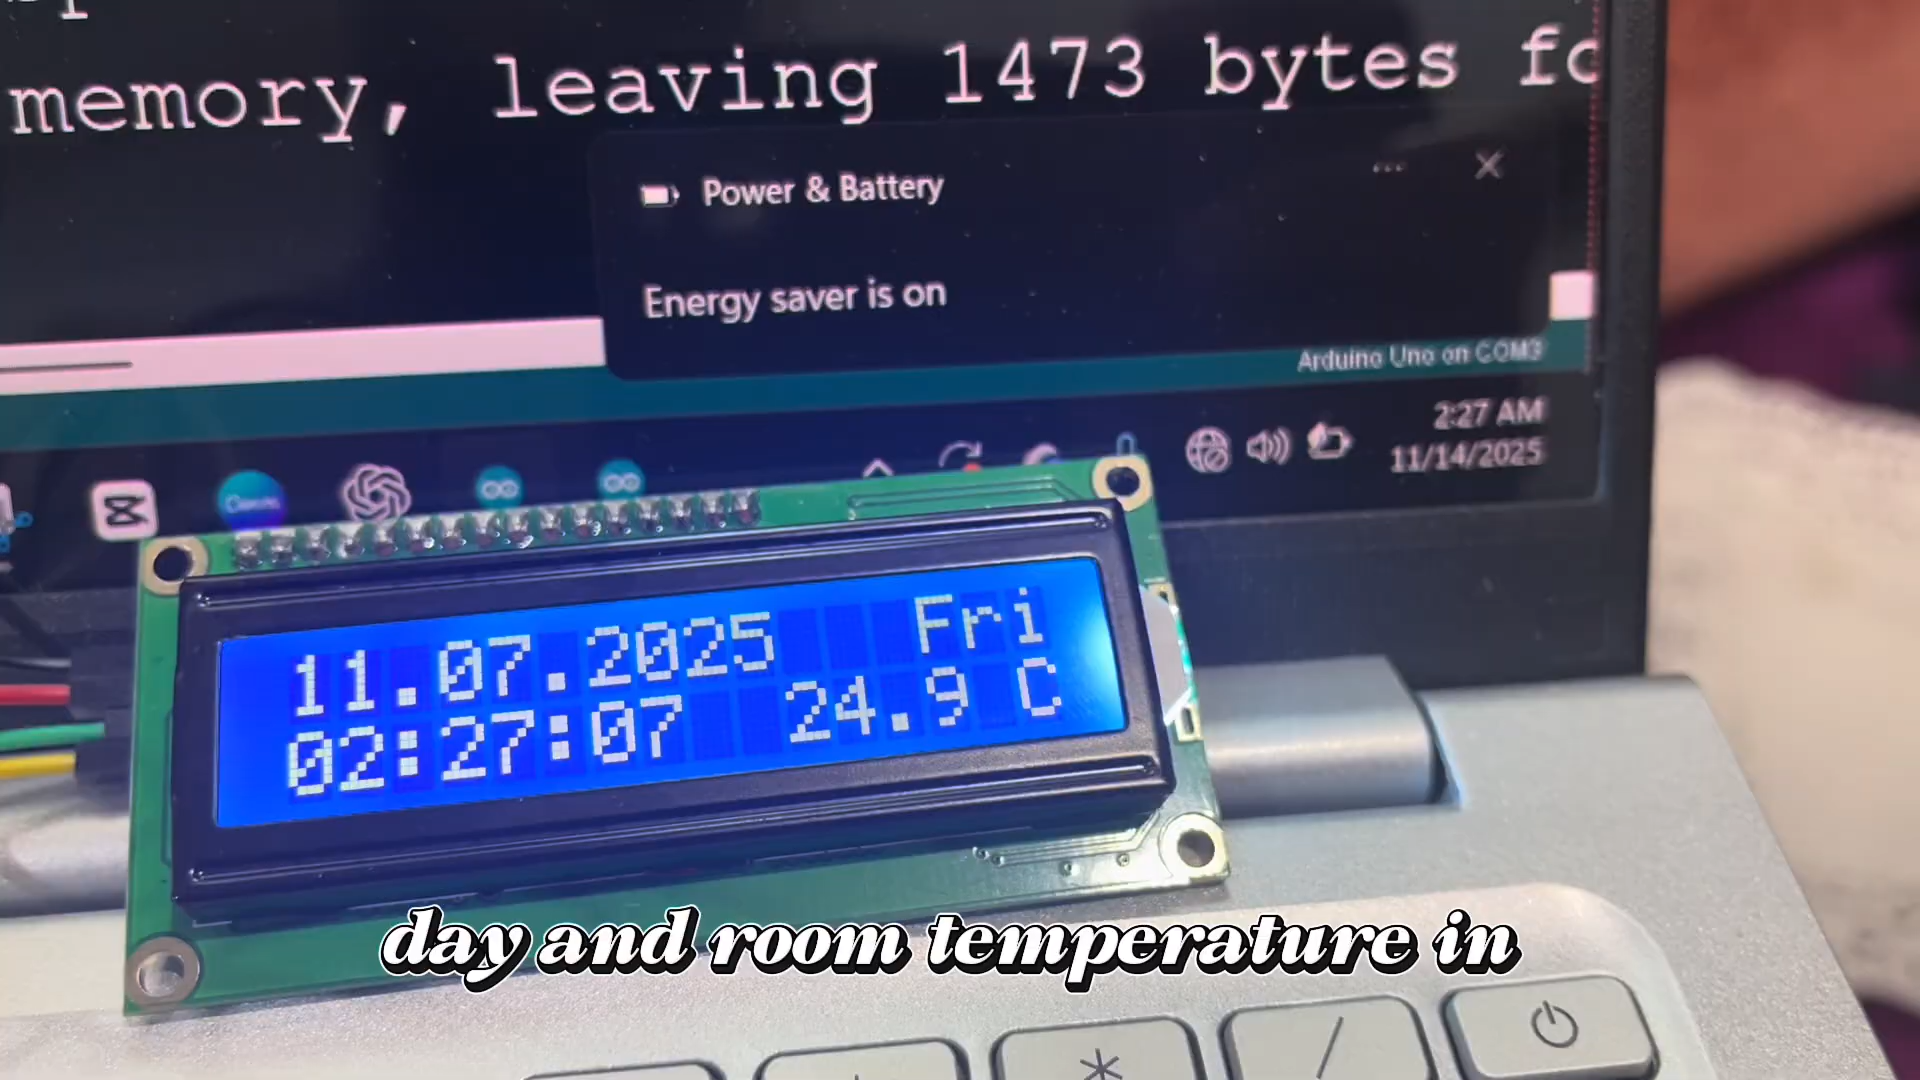 memory, leaving 1473 bytes fo
Power & Battery
Energy saver is on
Arduino Uno on COM3
2:27 AM
11/14/2025
Canva
11.07.2025 Fri
02:27:07 24.9 C
day and room temperature in
*
/